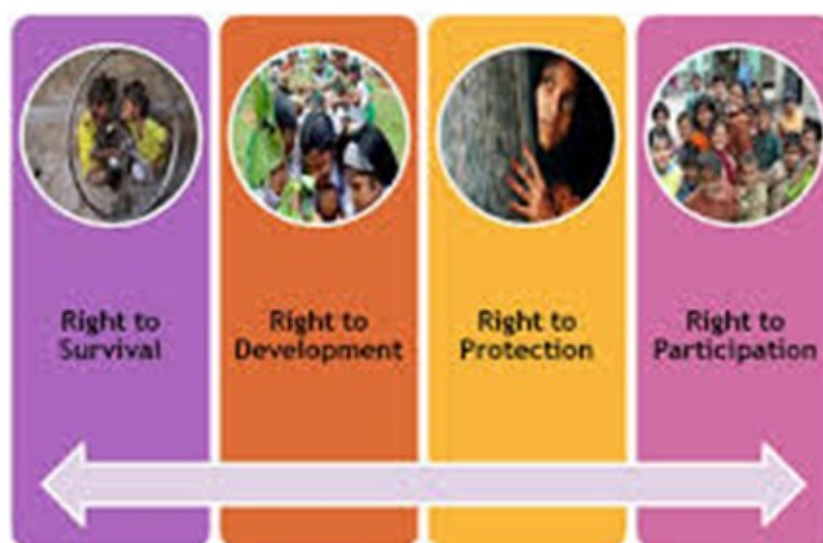 Right to
Survival
Right to
Development
Right to
Protection
Right to
Participation